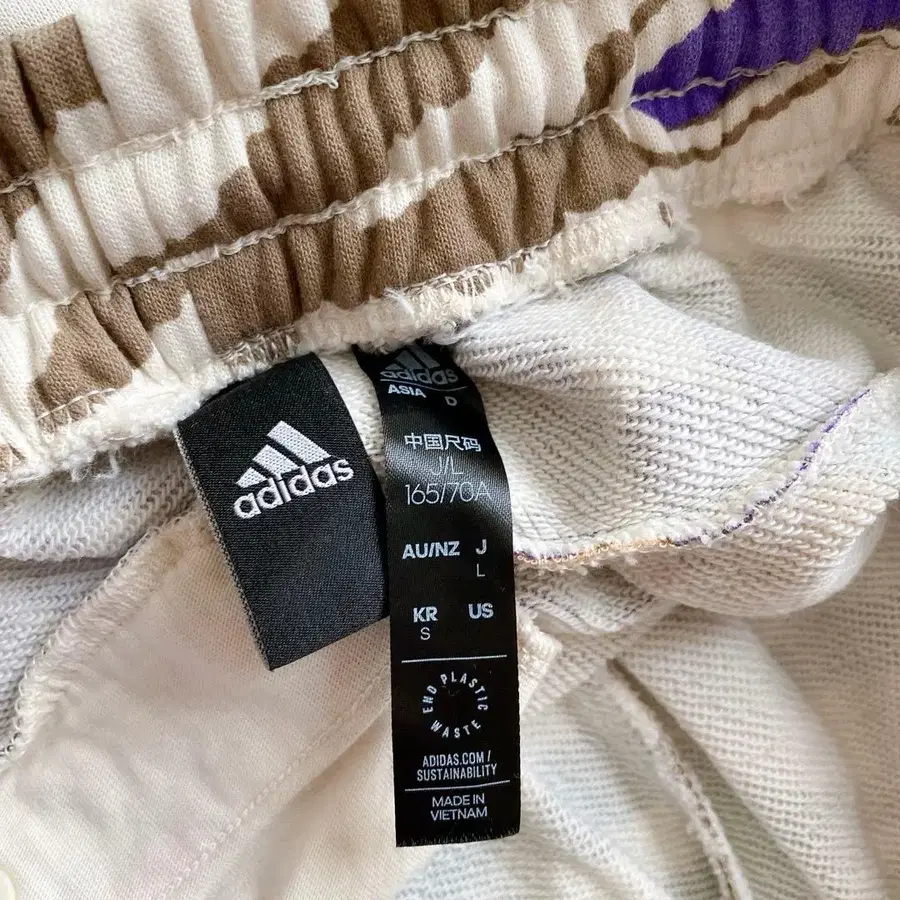 adidas
adidas
ASIA D
中国尺码
J/L
165/70A
AU/NZ J
L
KR US
S
END PLASTIC WASTE
ADIDAS.COM/
SUSTAINABILITY
MADE IN
VIETNAM